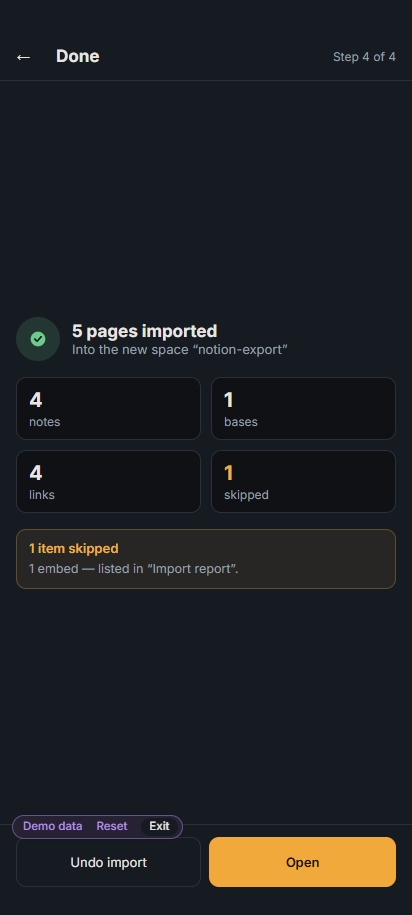 ← Done Step 4 of 4
5 pages imported
Into the new space “notion-export”
4 1
notes bases
4 1
links skipped
1 item skipped
1 embed — listed in “Import report”.
Demo data Reset Exit
Undo import Open